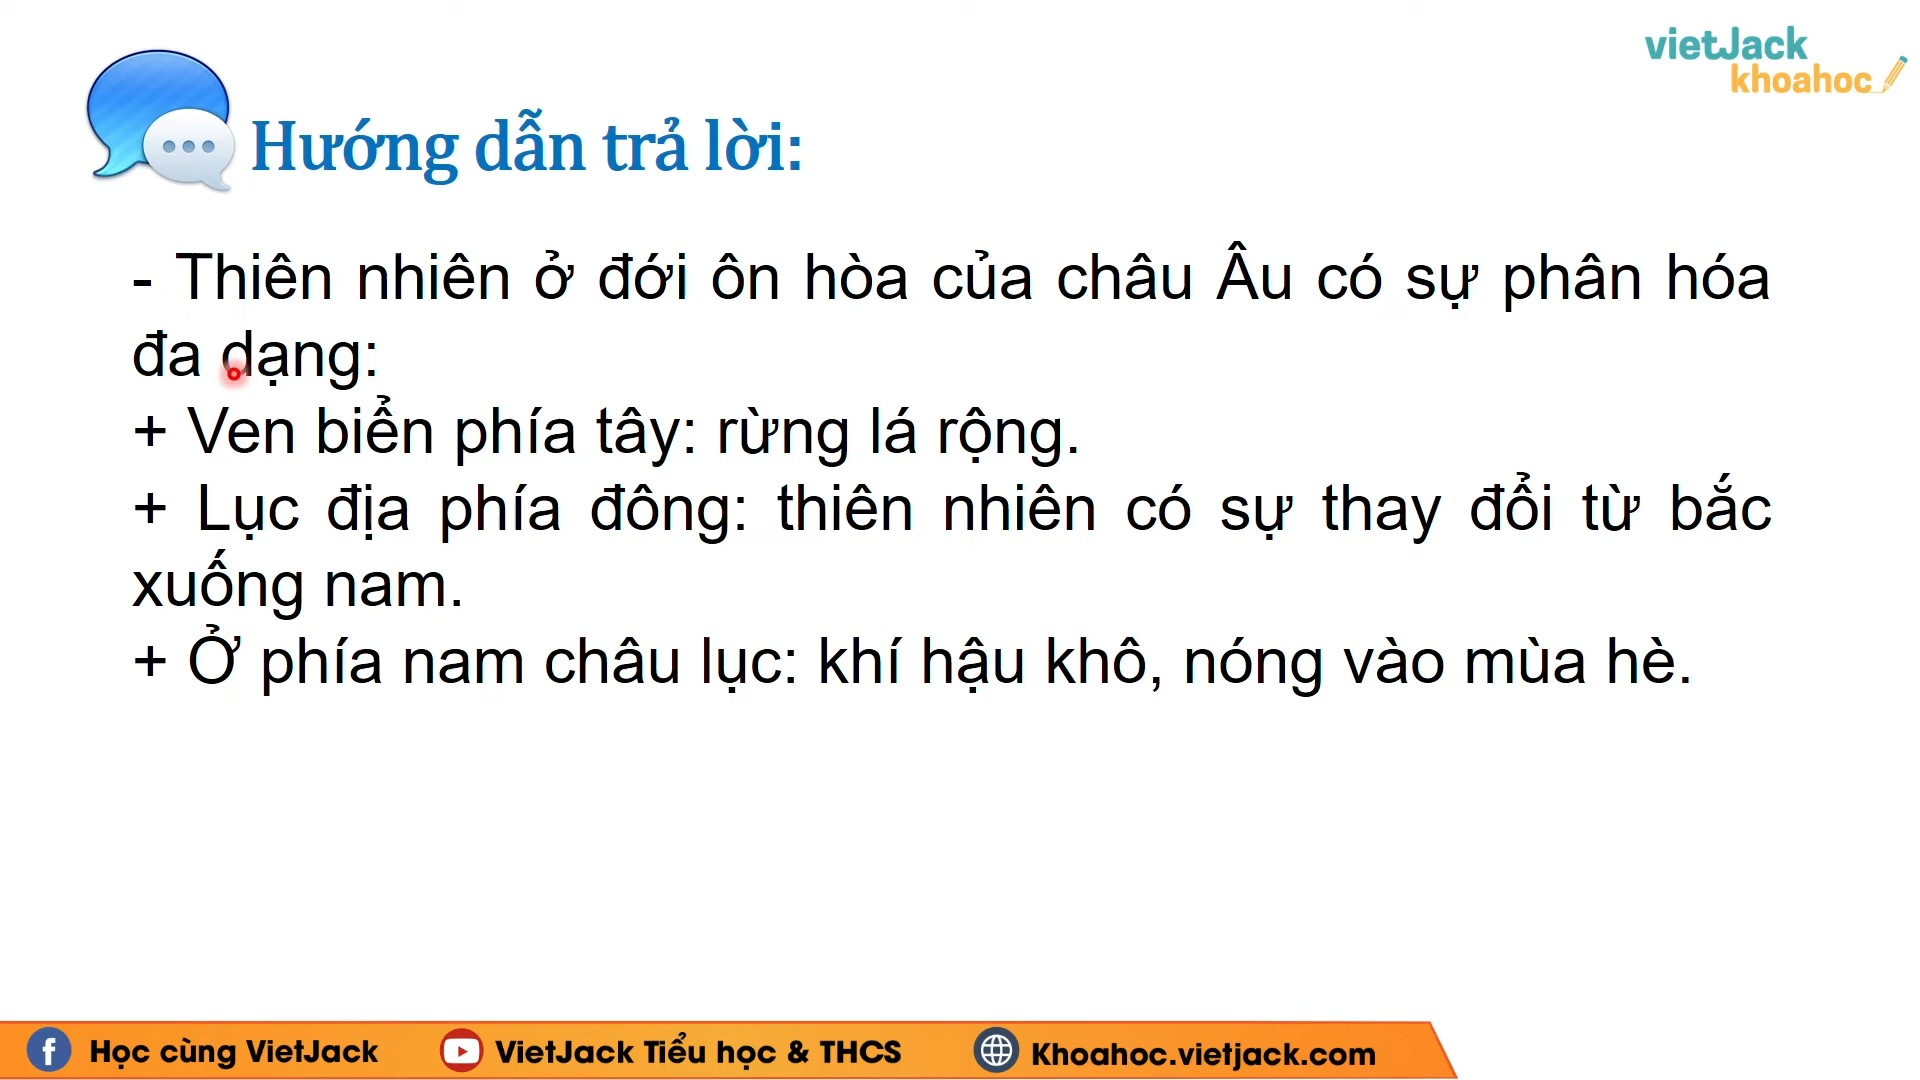 vietJack
khoahoc
Hướng dẫn trả lời:
- Thiên nhiên ở đới ôn hòa của châu Âu có sự phân hóa
đa dạng:
+ Ven biển phía tây: rừng lá rộng.
+ Lục địa phía đông: thiên nhiên có sự thay đổi từ bắc
xuống nam.
+ Ở phía nam châu lục: khí hậu khô, nóng vào mùa hè.
Học cùng VietJack
VietJack Tiểu học & THCS
Khoahoc.vietjack.com